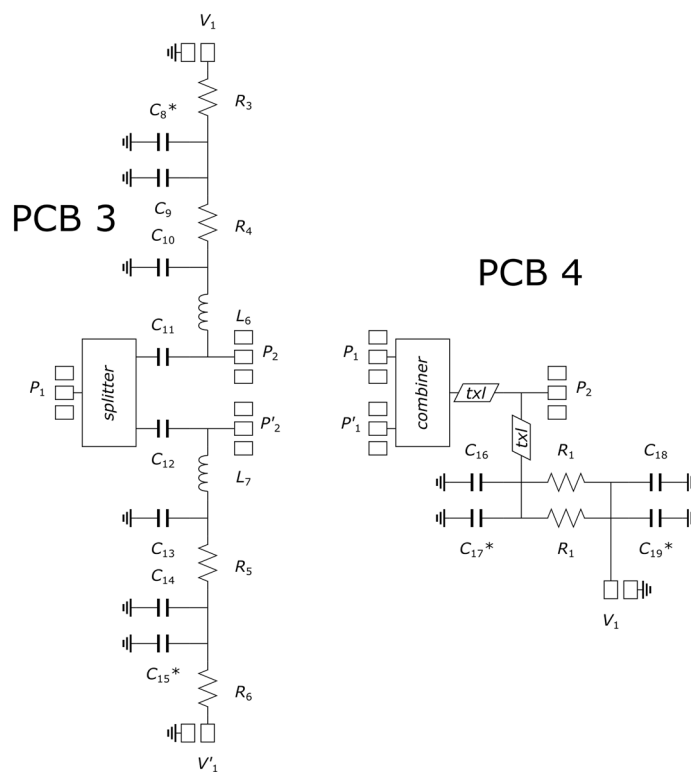 V₁
R₃
C₈*
PCB 3
C₉
R₄
C₁₀
L₆
C₁₁
P₂
P₁
splitter
P'₂
C₁₂
L₇
C₁₃
R₅
C₁₄
C₁₅*
R₆
V'₁
PCB 4
P₁
combiner
txl
P₂
P'₁
txl
C₁₆
R₁
C₁₈
C₁₇*
R₁
C₁₉*
V₁